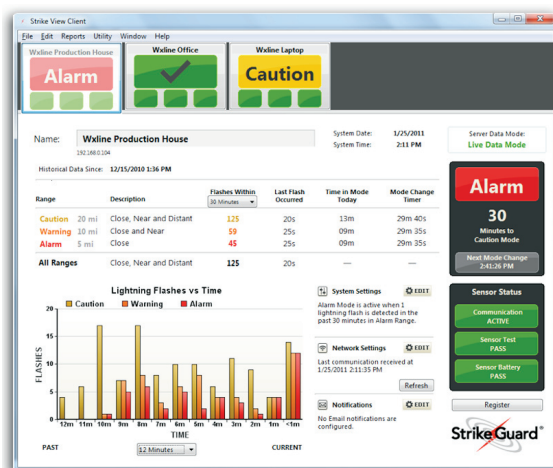 Strike View Client
File Edit Reports Utility Window Help
Wxline Production House
Alarm
Wxline Office
Wxline Laptop
Caution
Name: Wxline Production House
192.168.0.104
System Date: 1/25/2011
System Time: 2:11 PM
Server Data Mode:
Live Data Mode
Historical Data Since: 12/15/2010 1:36 PM
Range Description Flashes Within Last Flash Occurred Time in Mode Today Mode Change Timer
30 Minutes
Caution 20 mi Close, Near and Distant 125 20s 13m 29m 40s
Warning 10 mi Close and Near 59 25s 09m 29m 35s
Alarm 5 mi Close 45 25s 09m 29m 35s
All Ranges Close, Near and Distant 125 20s — —
Alarm
30
Minutes to
Caution Mode
Next Mode Change
2:41:26 PM
Lightning Flashes vs Time
Caution Warning Alarm
FLASHES
20
15
10
5
0
12m 11m 10m 9m 8m 7m 6m 5m 4m 3m 2m 1m <1m
TIME
PAST 12 Minutes CURRENT
System Settings EDIT
Alarm Mode is active when 1
lightning flash is detected in the
past 30 minutes in Alarm Range.
Network Settings EDIT
Last communication received at
1/25/2011 2:11:35 PM
Refresh
Notifications EDIT
No Email notifications are
configured.
Sensor Status
Communication
ACTIVE
Sensor Test
PASS
Sensor Battery
PASS
Register
StrikeGuard®